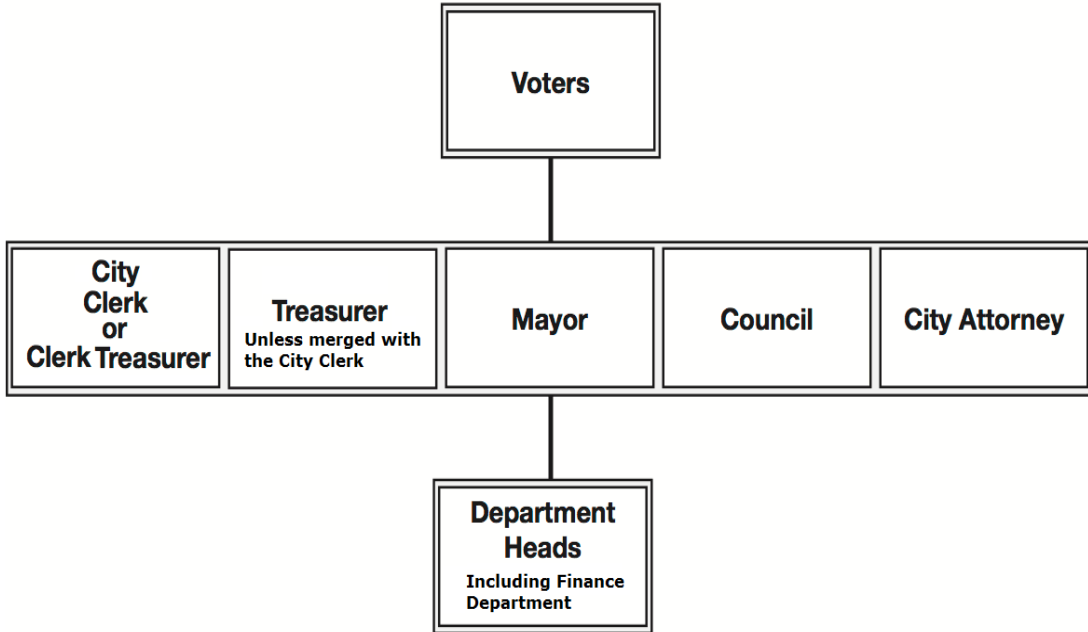 Voters
City
Clerk
or
Clerk Treasurer
Treasurer
Unless merged with
the City Clerk
Mayor
Council
City Attorney
Department
Heads
Including Finance
Department